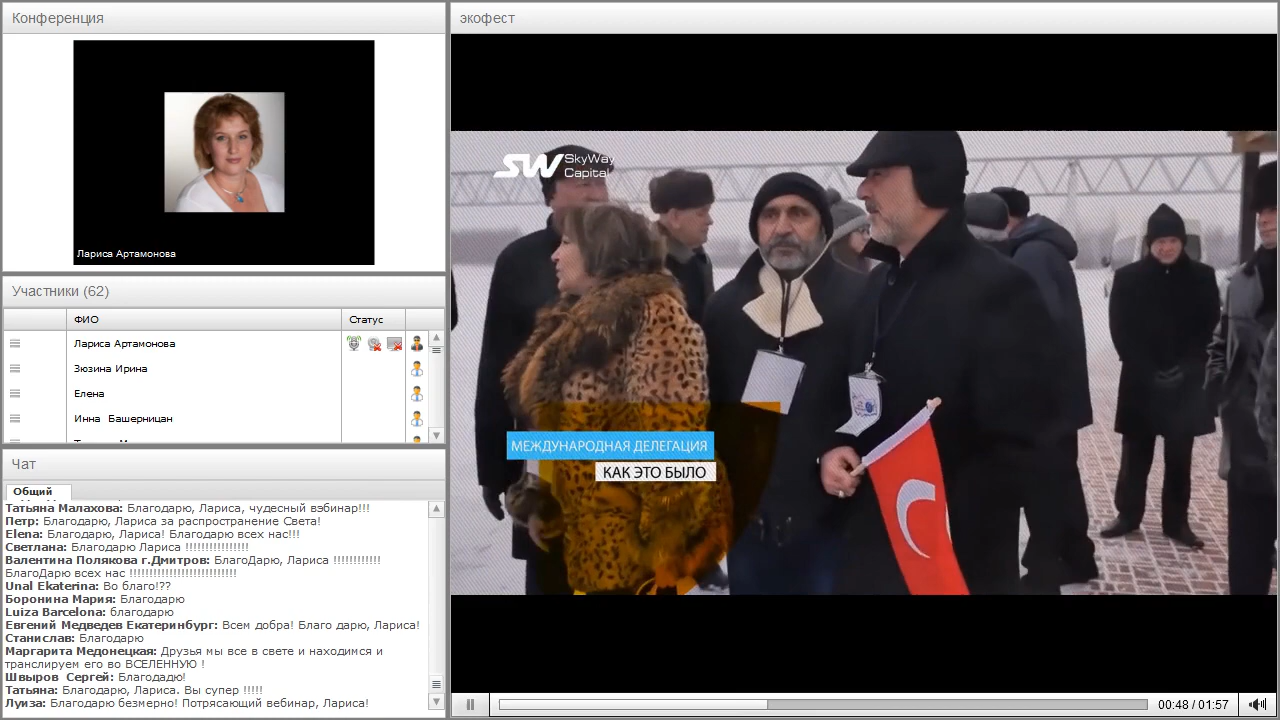 Конференция
Лариса Артамонова
Участники (62)
ФИО
Статус
Лариса Артамонова
Зюзина Ирина
Елена
Инна Башерницан
Чат
Общий
Татьяна Малахова: Благодарю, Лариса, чудесный вэбинар!!!
Петр: Благодарю, Лариса за распространение Света!
Elena: Благодарю, Лариса! Благодарю всех нас!!!
Светлана: Благодарю Лариса !!!!!!!!!!!!!!!!
Валентина Полякова г.Дмитров: БлагоДарю, Лариса !!!!!!!!!!!!
БлагоДарю всех нас !!!!!!!!!!!!!!!!!!!!!!!!!!!
Unal Ekaterina: Во благо!??
Боронина Мария: Благодарю
Luiza Barcelona: благодарю
Евгений Медведев Екатеринбург: Всем добра! Благо дарю, Лариса!
Станислав: Благодарю
Маргарита Медонецкая: Друзья мы все в свете и находимся и
транслируем его во ВСЕЛЕННУЮ !
Швыров Сергей: Благодадю!
Татьяна: Благодарю, Лариса, Вы супер !!!!!
Луиза: Благодарю безмерно! Потрясающий вебинар, Лариса!
экофест
SW SkyWay
Capital
МЕЖДУНАРОДНАЯ ДЕЛЕГАЦИЯ
КАК ЭТО БЫЛО
00:48 / 01:57